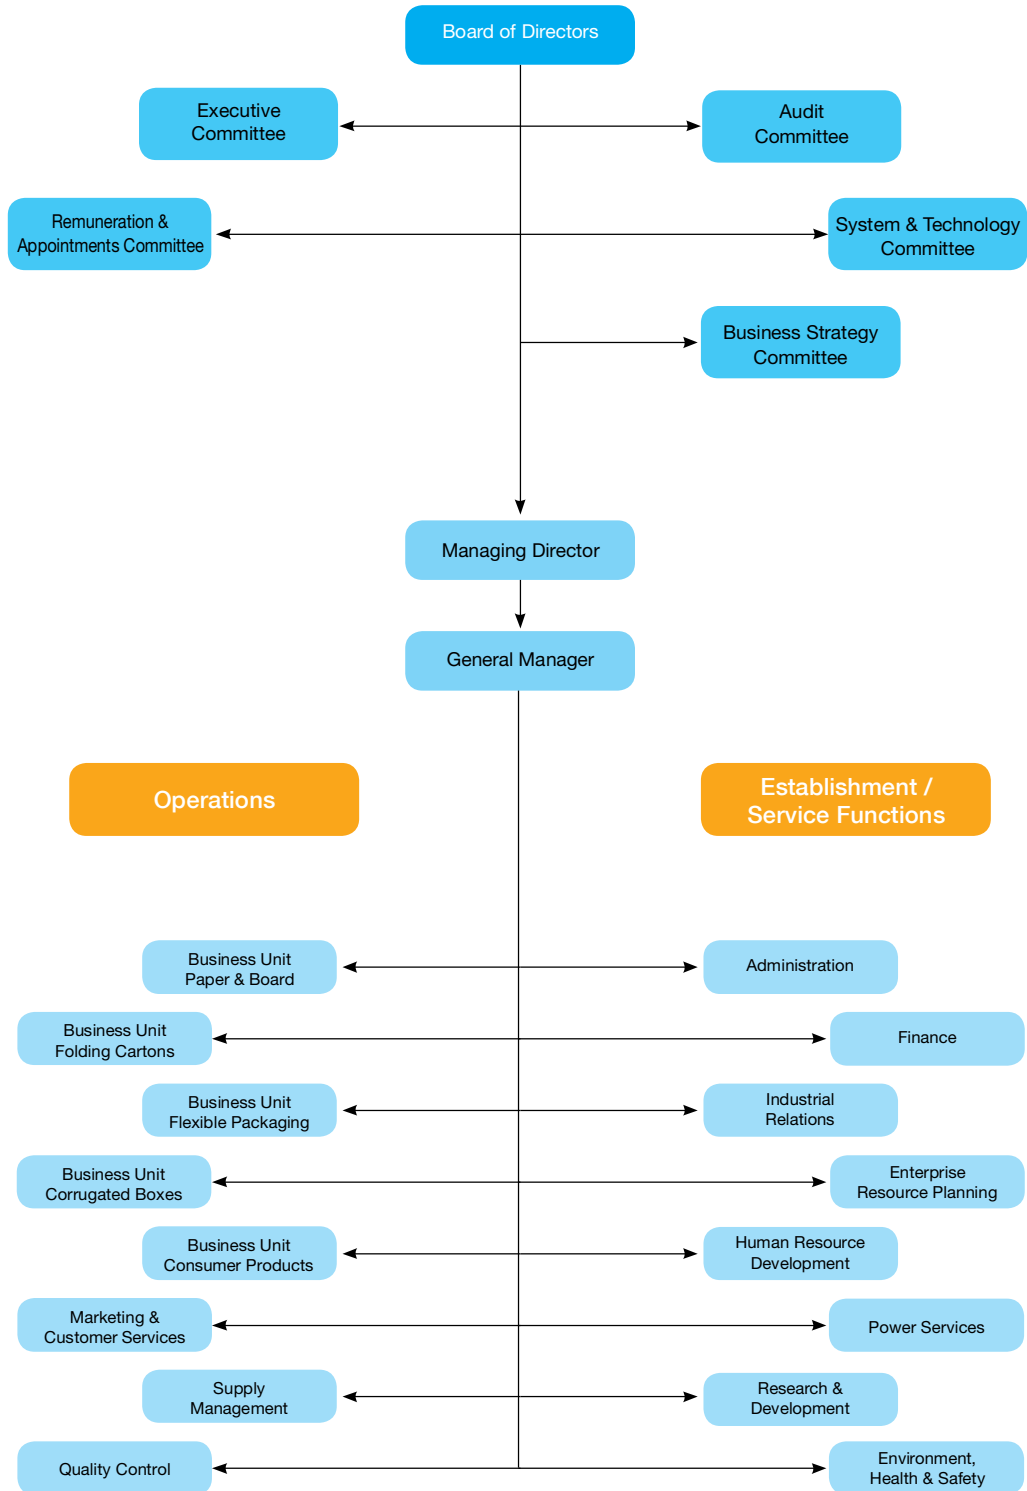 Board of Directors
Executive
Committee
Audit
Committee
Remuneration &
Appointments Committee
System & Technology
Committee
Business Strategy
Committee
Managing Director
General Manager
Operations
Establishment /
Service Functions
Business Unit
Paper & Board
Administration
Business Unit
Folding Cartons
Finance
Business Unit
Flexible Packaging
Industrial
Relations
Business Unit
Corrugated Boxes
Enterprise
Resource Planning
Business Unit
Consumer Products
Human Resource
Development
Marketing &
Customer Services
Power Services
Supply
Management
Research &
Development
Quality Control
Environment,
Health & Safety